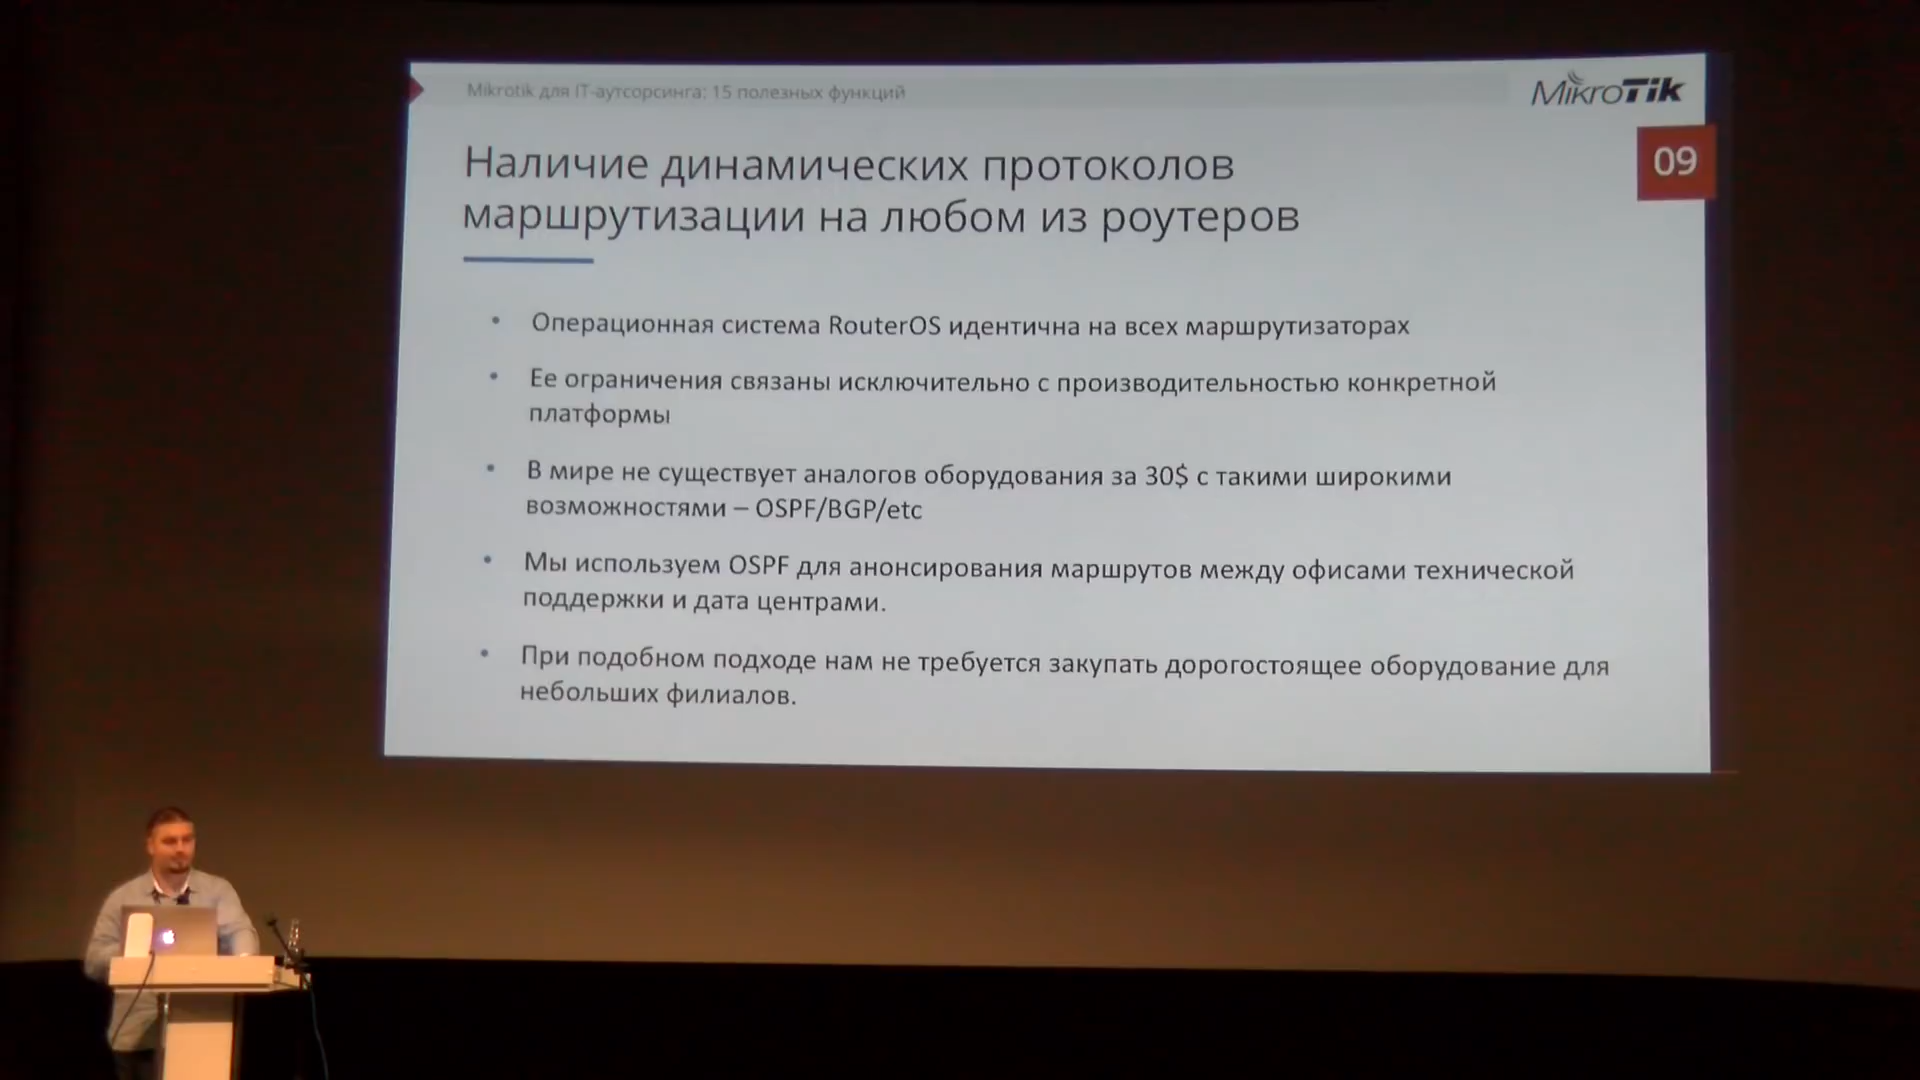 Mikrotik для IT-аутсорсинга: 15 полезных функций
MikroTik
09
Наличие динамических протоколов
маршрутизации на любом из роутеров
• Операционная система RouterOS идентична на всех маршрутизаторах
• Ее ограничения связаны исключительно с производительностью конкретной
платформы
• В мире не существует аналогов оборудования за 30$ с такими широкими
возможностями – OSPF/BGP/etc
• Мы используем OSPF для анонсирования маршрутов между офисами технической
поддержки и дата центрами.
• При подобном подходе нам не требуется закупать дорогостоящее оборудование для
небольших филиалов.